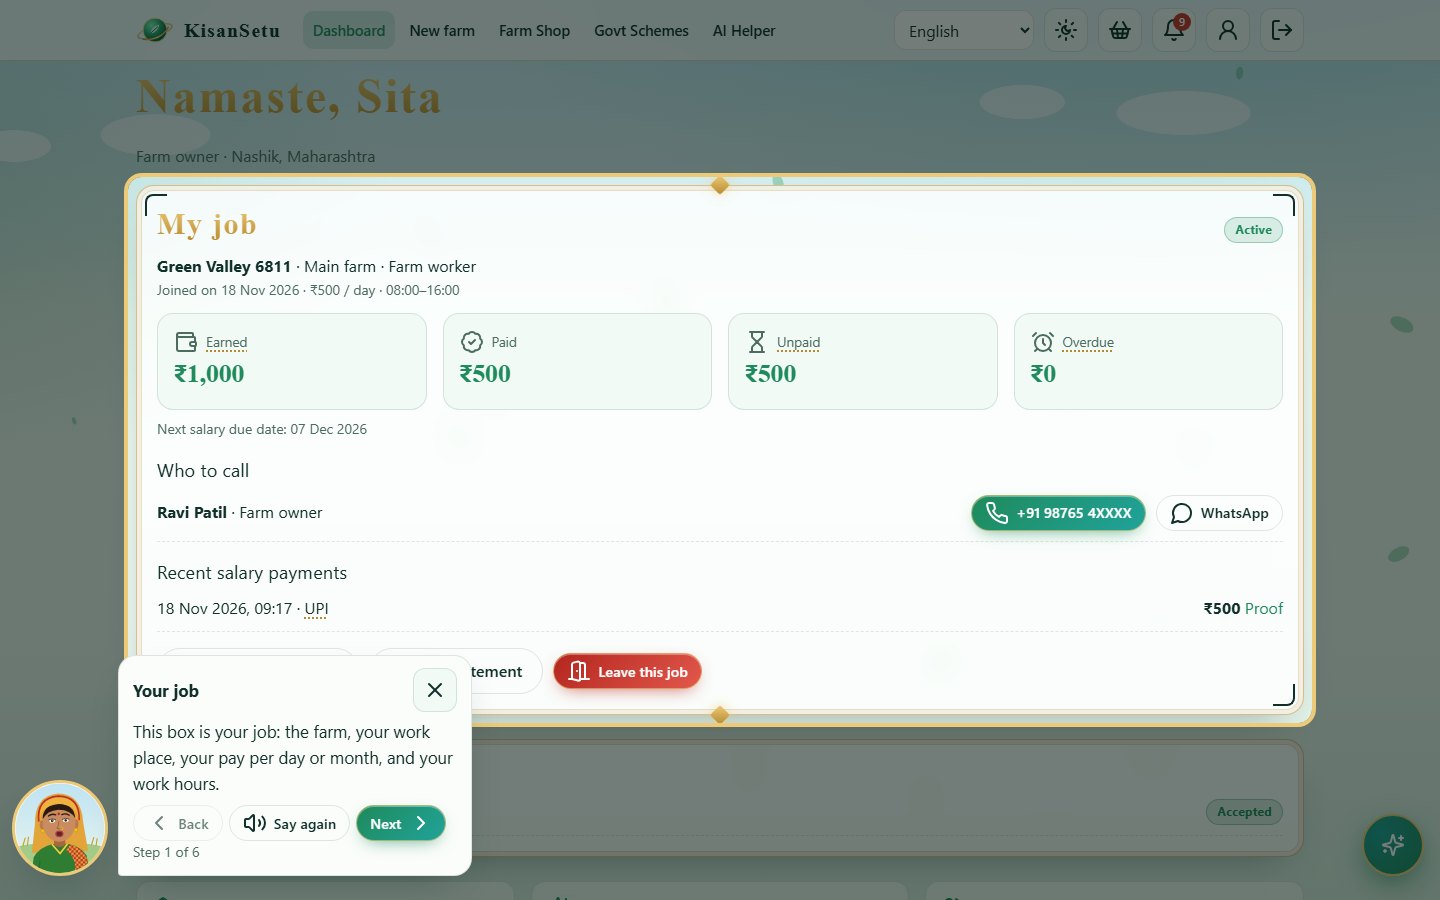 KisanSetu
Dashboard
New farm
Farm Shop
Govt Schemes
AI Helper
English
9
Namaste, Sita
Farm owner · Nashik, Maharashtra
My job
Active
Green Valley 6811 · Main farm · Farm worker
Joined on 18 Nov 2026 · ₹500 / day · 08:00–16:00
Earned
₹1,000
Paid
₹500
Unpaid
₹500
Overdue
₹0
Next salary due date: 07 Dec 2026
Who to call
Ravi Patil · Farm owner
+91 98765 4XXXX
WhatsApp
Recent salary payments
18 Nov 2026, 09:17 · UPI
₹500 Proof
tement
Leave this job
Your job
This box is your job: the farm, your work
place, your pay per day or month, and your
work hours.
Back
Say again
Next
Step 1 of 6
Accepted